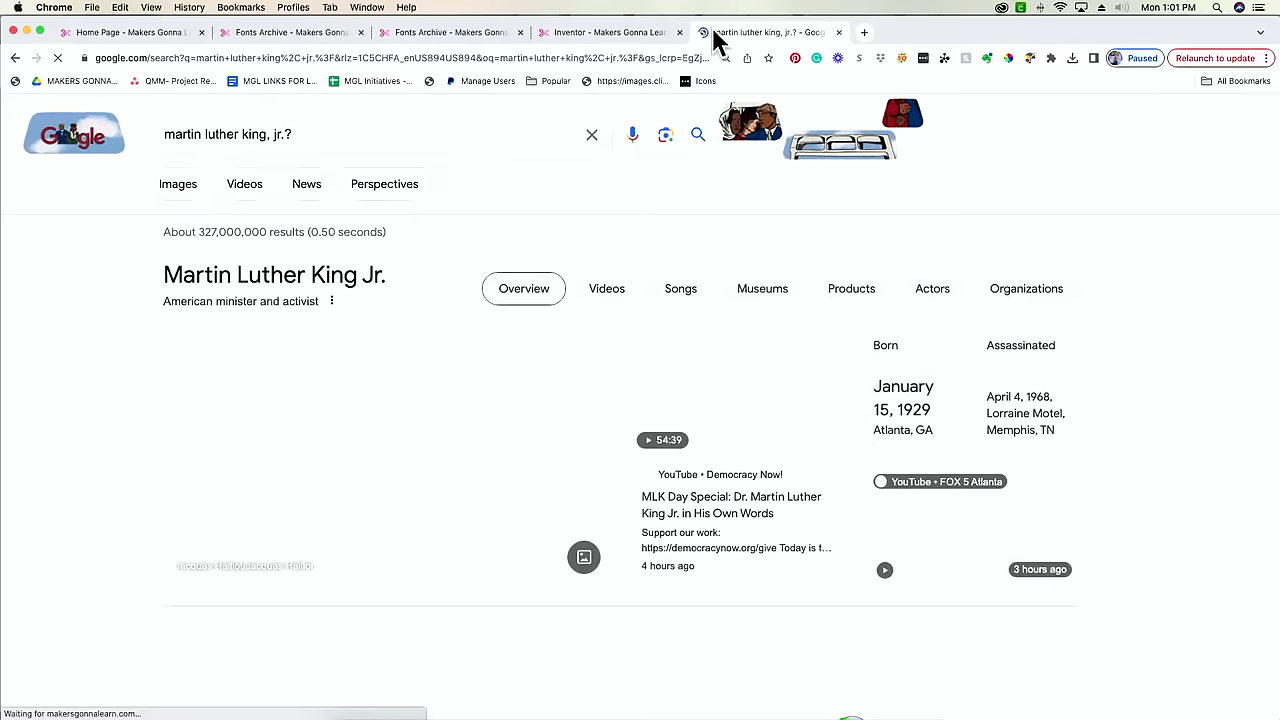 Chrome File Edit View History Bookmarks Profiles Tab Window Help Mon 1:01 PM
Home Page - Makers Gonna L Fonts Archive - Makers Gonna Fonts Archive - Makers Gonna Inventor - Makers Gonna Lear martin luther king, jr.? - Goog
google.com/search?q=martin+luther+king%2C+jr.%3F&rlz=1C5CHFA_enUS948US948&oq=martin+luther+king%2C+jr.%3F&gs_lcrp=EgZj... Paused Relaunch to update
MAKERS GONNA... QMM- Project Re... MGL LINKS FOR L... MGL Initiatives -... Manage Users Popular https://images.cli... Icons All Bookmarks
Google
martin luther king, jr.?
Images Videos News Perspectives
About 327,000,000 results (0.50 seconds)
Martin Luther King Jr.
American minister and activist
Overview Videos Songs Museums Products Actors Organizations
Born
January
15, 1929
Atlanta, GA
Assassinated
April 4, 1968,
Lorraine Motel,
Memphis, TN
54:39
YouTube • Democracy Now!
MLK Day Special: Dr. Martin Luther
King Jr. in His Own Words
Support our work:
https://democracynow.org/give Today is t...
4 hours ago
YouTube • FOX 5 Atlanta
3 hours ago
Waiting for makersgonnalearn.com...